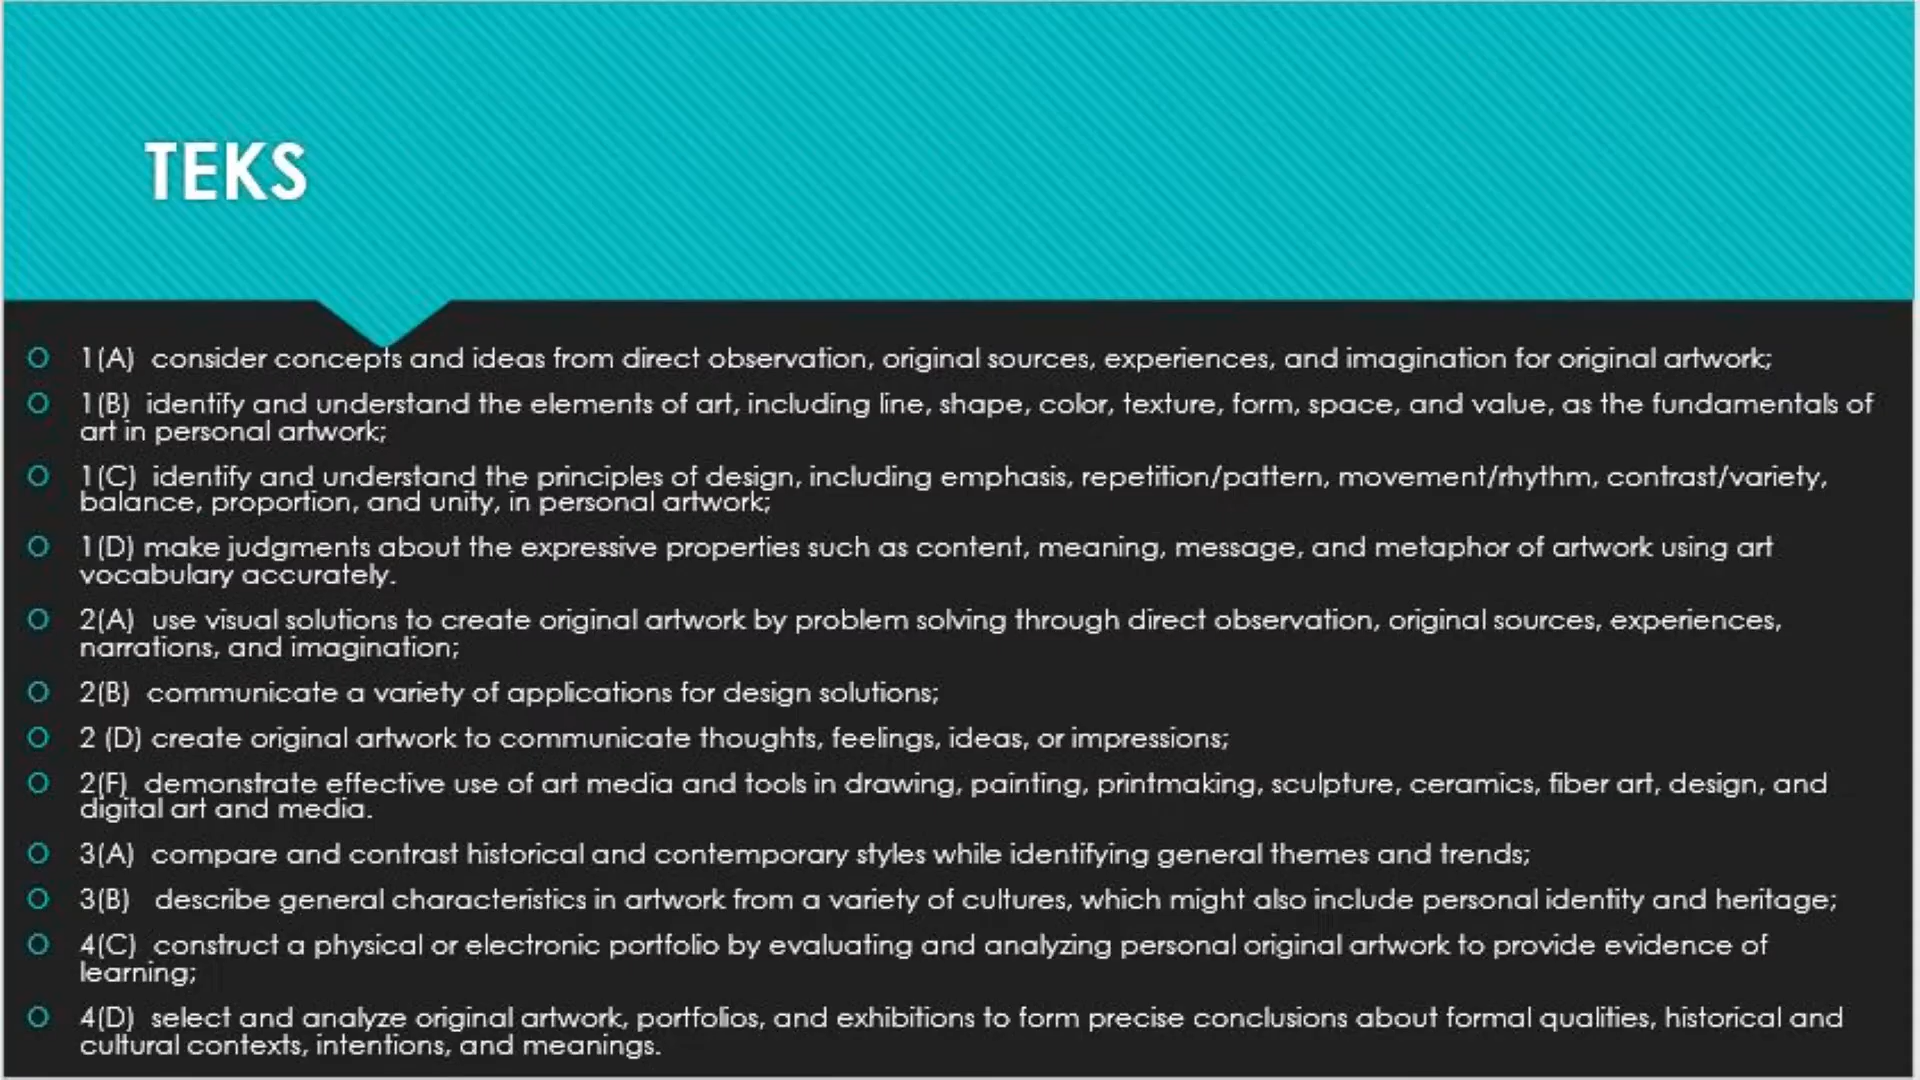 TEKS
1(A) consider concepts and ideas from direct observation, original sources, experiences, and imagination for original artwork;
1(B) identify and understand the elements of art, including line, shape, color, texture, form, space, and value, as the fundamentals of
art in personal artwork;
1(C) identify and understand the principles of design, including emphasis, repetition/pattern, movement/rhythm, contrast/variety,
balance, proportion, and unity, in personal artwork;
1(D) make judgments about the expressive properties such as content, meaning, message, and metaphor of artwork using art
vocabulary accurately.
2(A) use visual solutions to create original artwork by problem solving through direct observation, original sources, experiences,
narrations, and imagination;
2(B) communicate a variety of applications for design solutions;
2 (D) create original artwork to communicate thoughts, feelings, ideas, or impressions;
2(F) demonstrate effective use of art media and tools in drawing, painting, printmaking, sculpture, ceramics, fiber art, design, and
digital art and media.
3(A) compare and contrast historical and contemporary styles while identifying general themes and trends;
3(B) describe general characteristics in artwork from a variety of cultures, which might also include personal identity and heritage;
4(C) construct a physical or electronic portfolio by evaluating and analyzing personal original artwork to provide evidence of
learning;
4(D) select and analyze original artwork, portfolios, and exhibitions to form precise conclusions about formal qualities, historical and
cultural contexts, intentions, and meanings.